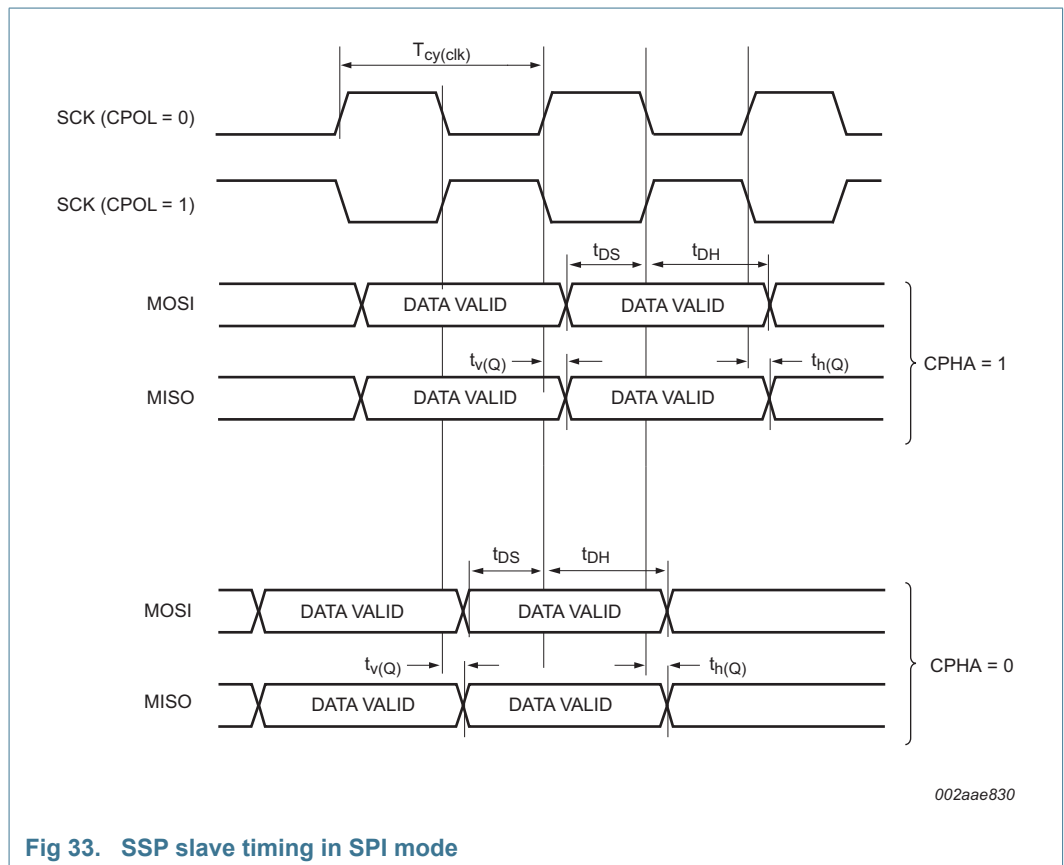 Tcy(clk)
SCK (CPOL = 0)
SCK (CPOL = 1)
tDS tDH
MOSI DATA VALID DATA VALID
tv(Q) th(Q)
CPHA = 1
MISO DATA VALID DATA VALID
tDS tDH
MOSI DATA VALID DATA VALID
tv(Q) th(Q)
CPHA = 0
MISO DATA VALID DATA VALID
002aae830
Fig 33. SSP slave timing in SPI mode